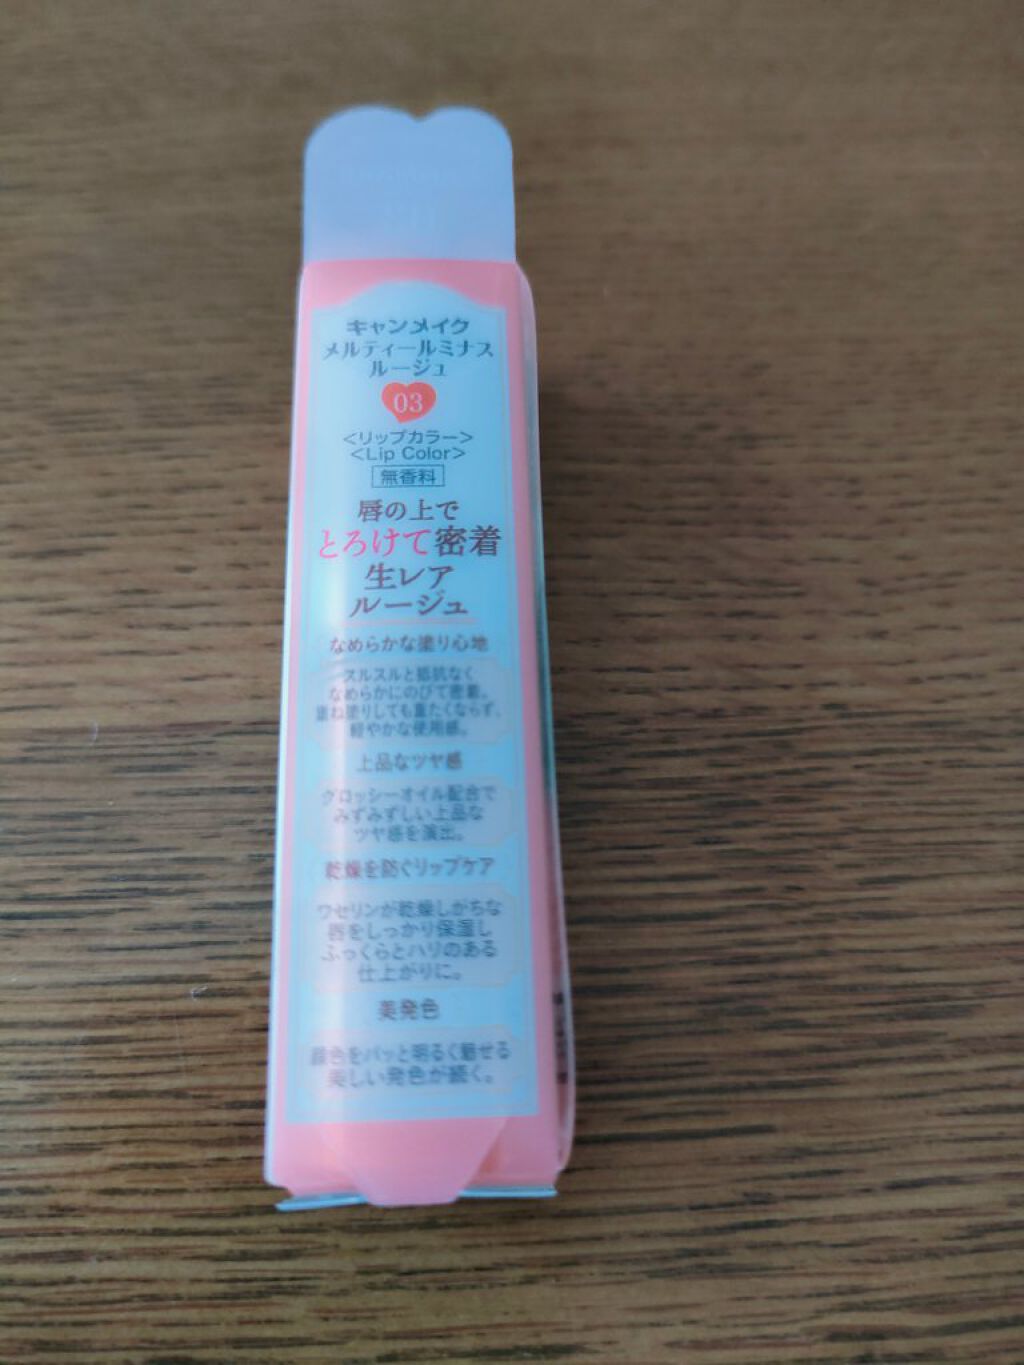 キャンメイク
メルティールミナス
ルージュ
03
<リップカラー>
<Lip Color>
無香料
唇の上で
とろけて密着
生レア
ルージュ
なめらかな塗り心地
スルスルと抵抗なく
なめらかにのびて密着。
重ね塗りしても重たくならず、
軽やかな使用感。
上品なツヤ感
グロッシーオイル配合で
みずみずしい上品な
ツヤ感を演出。
乾燥を防ぐリップケア
ワセリンが乾燥しがちな
唇をしっかり保湿し
ふっくらとハリのある
仕上がりに。
美発色
顔色をパッと明るく魅せる
美しい発色が続く。